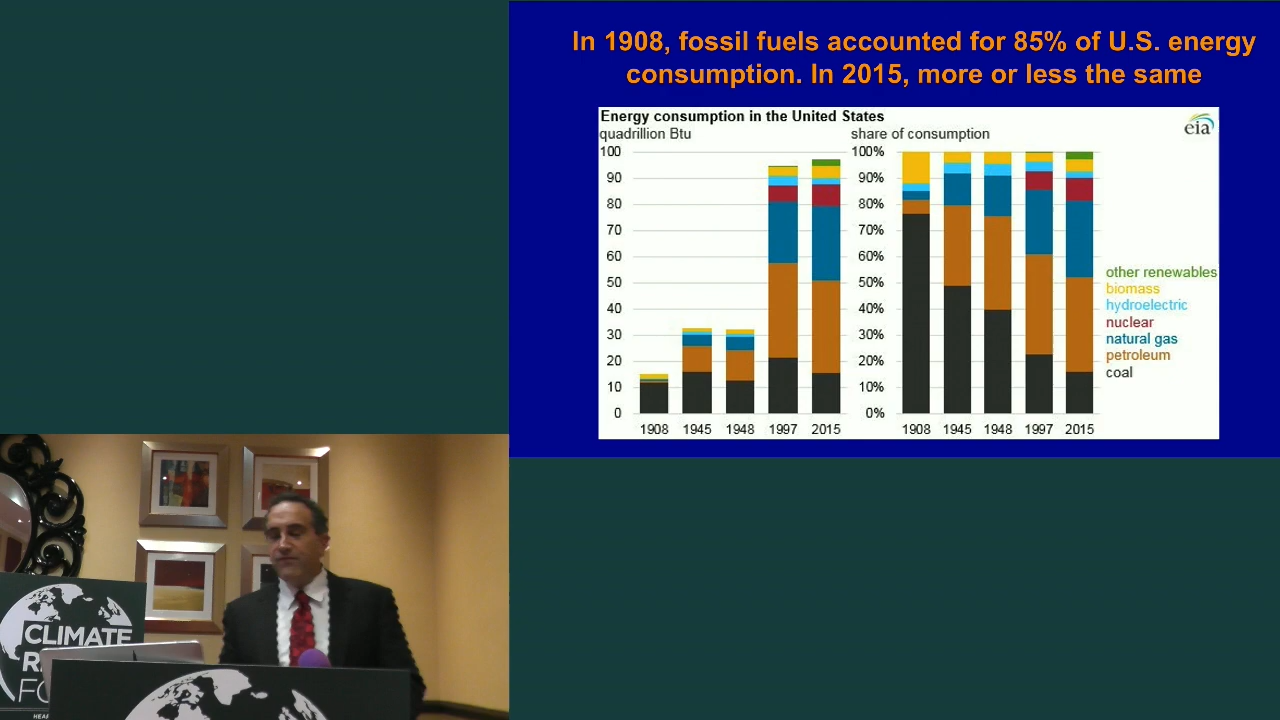 In 1908, fossil fuels accounted for 85% of U.S. energy
consumption. In 2015, more or less the same
Energy consumption in the United States
quadrillion Btu
share of consumption
eia
100
90
80
70
60
50
40
30
20
10
0
1908 1945 1948 1997 2015
100%
90%
80%
70%
60%
50%
40%
30%
20%
10%
0%
1908 1945 1948 1997 2015
other renewables
biomass
hydroelectric
nuclear
natural gas
petroleum
coal
CLIMATE